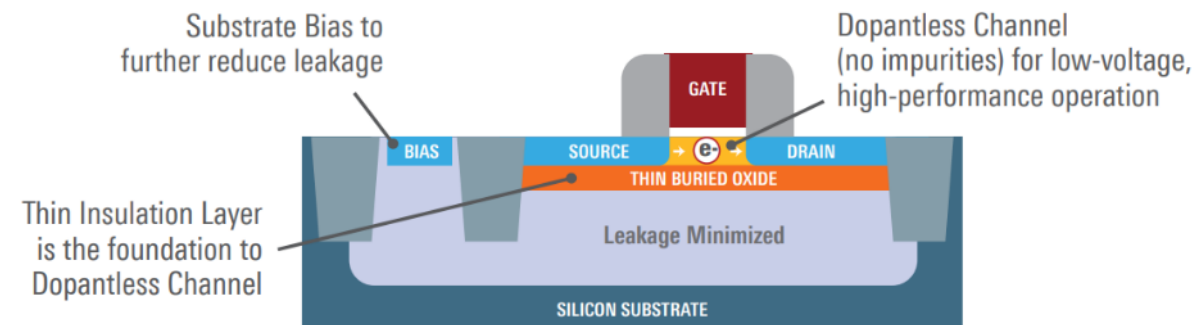 Substrate Bias to
further reduce leakage
Dopantless Channel
(no impurities) for low-voltage,
high-performance operation
GATE
BIAS
SOURCE
e-
DRAIN
THIN BURIED OXIDE
Thin Insulation Layer
is the foundation to
Dopantless Channel
Leakage Minimized
SILICON SUBSTRATE